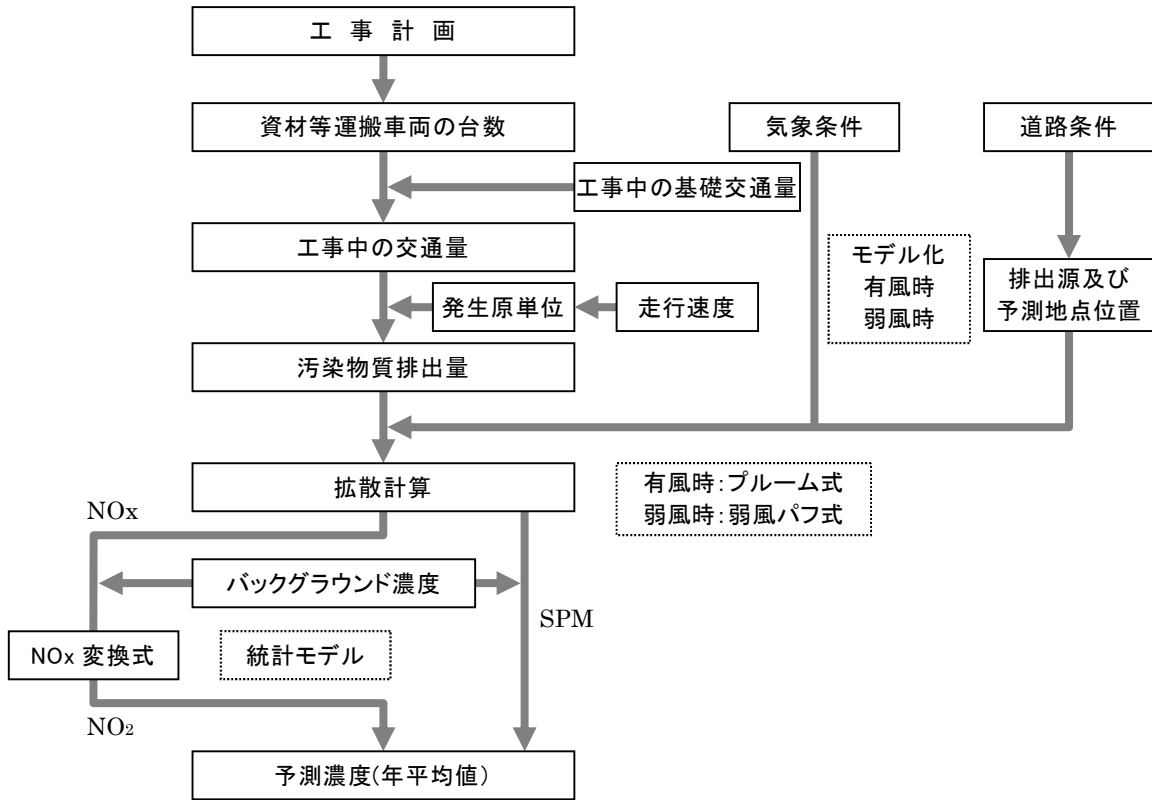 工 事 計 画
資材等運搬車両の台数
気象条件
道路条件
工事中の基礎交通量
工事中の交通量
モデル化
有風時
弱風時
排出源及び
予測地点位置
発生原単位
走行速度
汚染物質排出量
拡散計算
有風時:プルーム式
弱風時:弱風パフ式
NOx
バックグラウンド濃度
SPM
NOx 変換式
統計モデル
NO₂
予測濃度(年平均値)